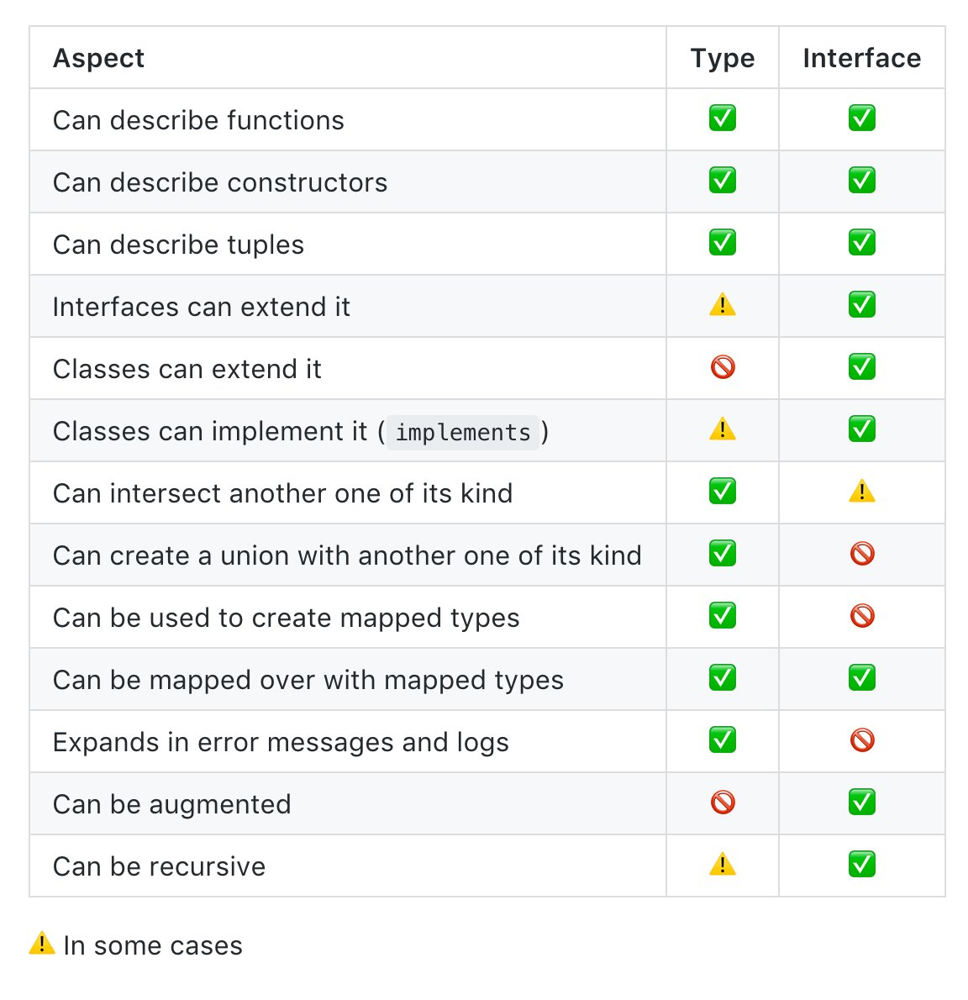 Aspect Type Interface
Can describe functions ✅ ✅
Can describe constructors ✅ ✅
Can describe tuples ✅ ✅
Interfaces can extend it ⚠️ ✅
Classes can extend it 🚫 ✅
Classes can implement it (implements) ⚠️ ✅
Can intersect another one of its kind ✅ ⚠️
Can create a union with another one of its kind ✅ 🚫
Can be used to create mapped types ✅ 🚫
Can be mapped over with mapped types ✅ ✅
Expands in error messages and logs ✅ 🚫
Can be augmented 🚫 ✅
Can be recursive ⚠️ ✅
⚠️ In some cases